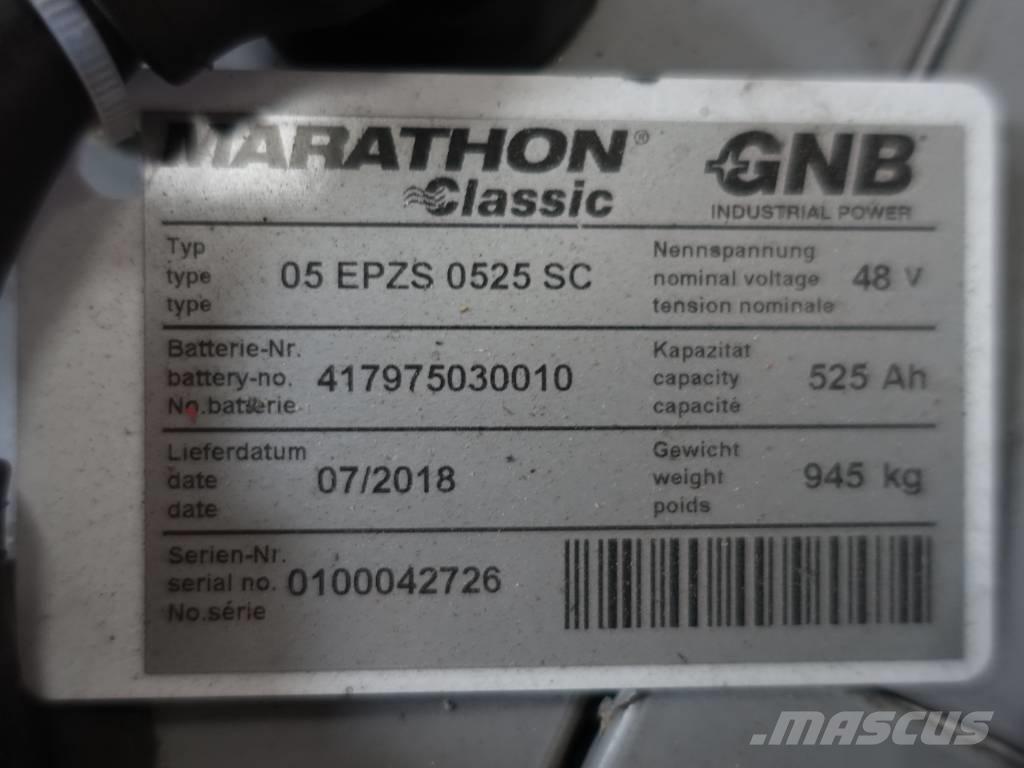 MARATHON®
Classic
GNB
INDUSTRIAL POWER
Typ
type 05 EPZS 0525 SC
type
Nennspannung
nominal voltage 48 V
tension nominale
Batterie-Nr.
battery-no. 417975030010
No.batterie
Kapazitat
capacity 525 Ah
capacité
Lieferdatum
date 07/2018
date
Gewicht
weight 945 kg
poids
Serien-Nr.
serial no. 0100042726
No.série
MASCUS